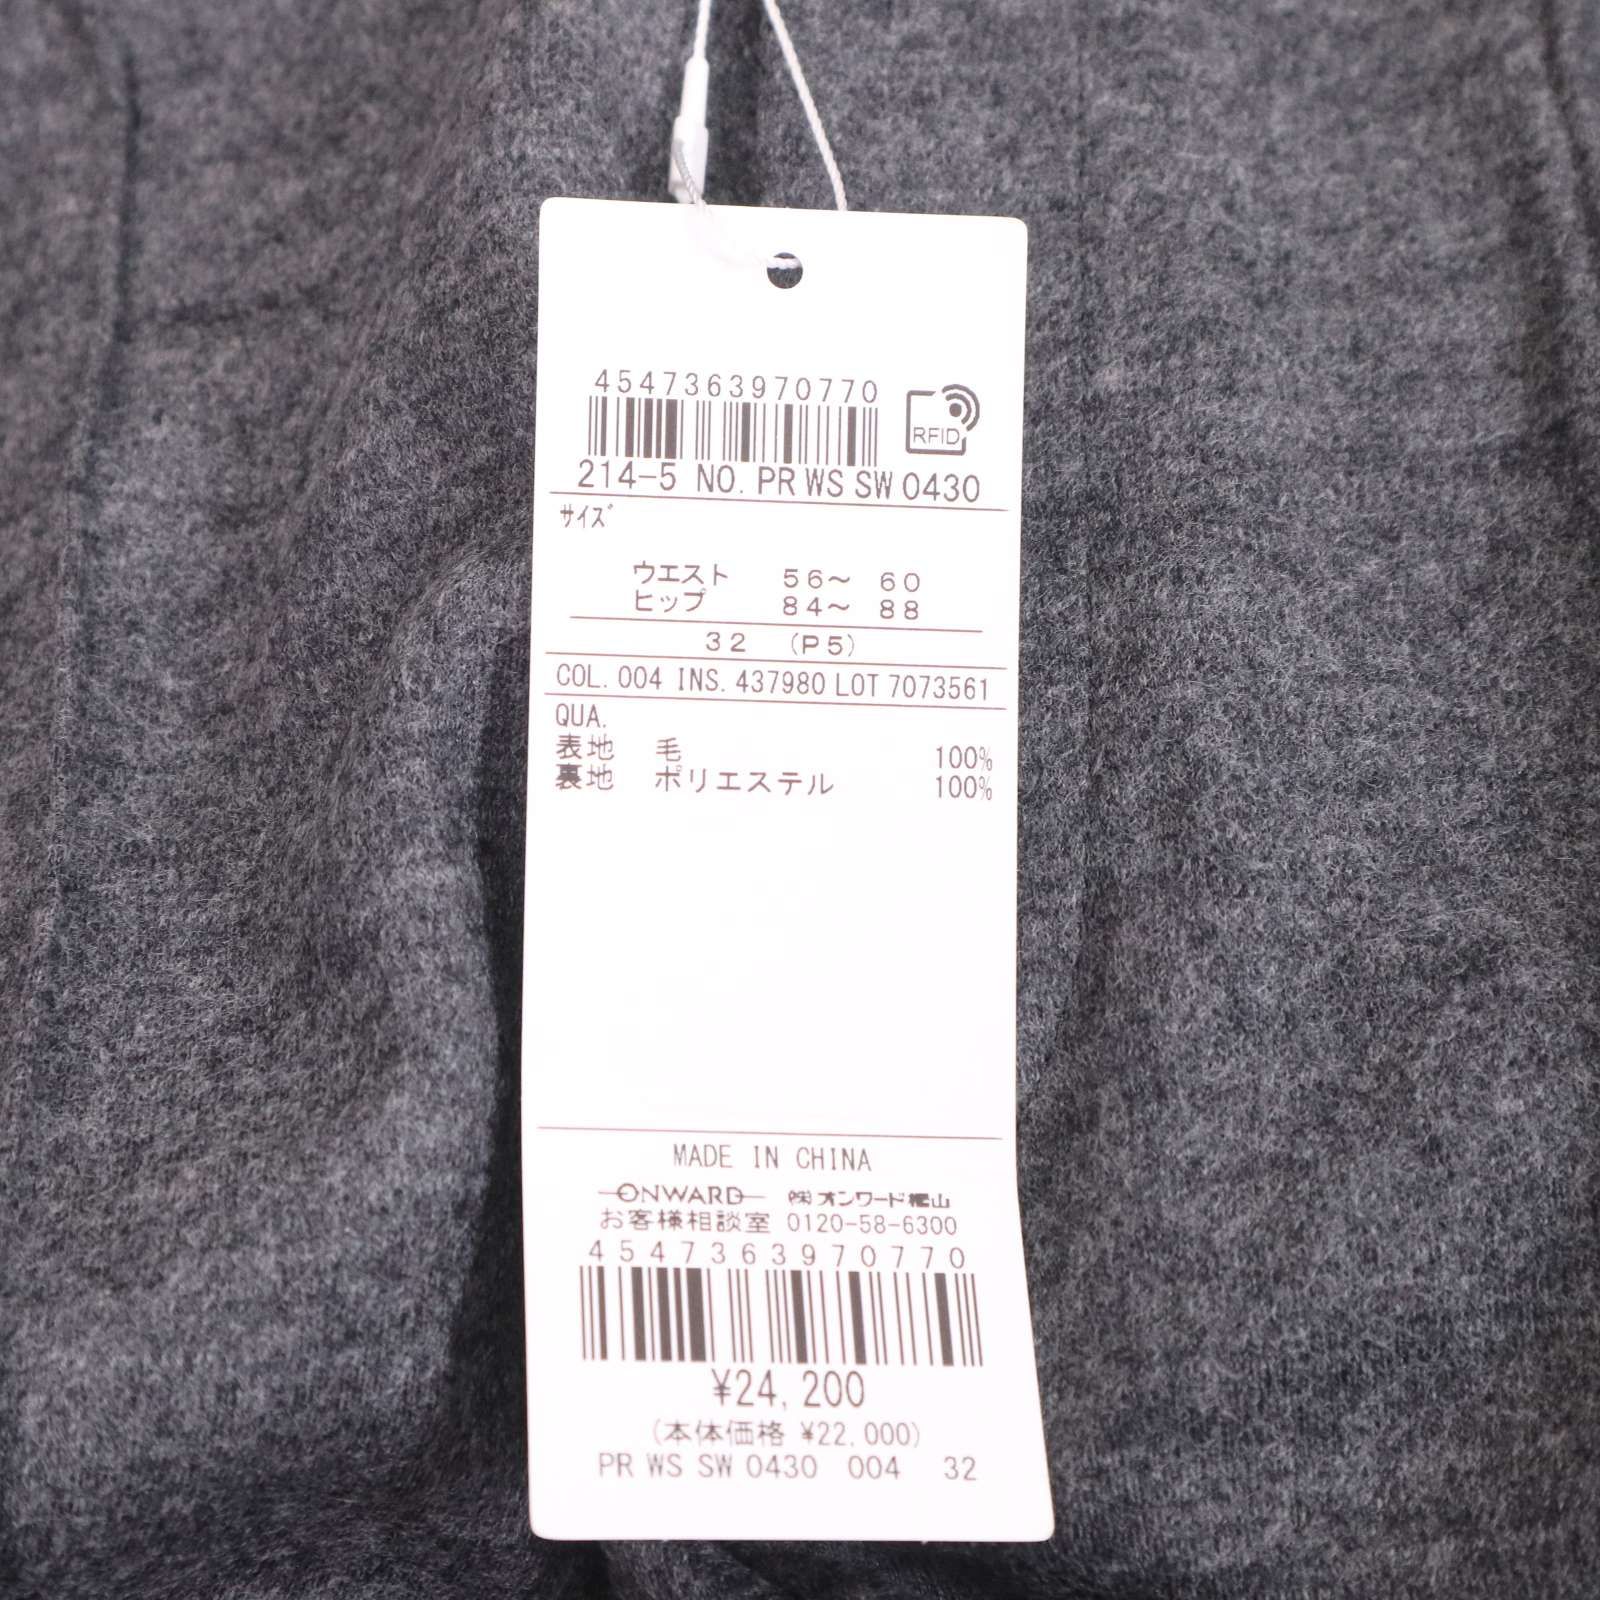 4547363970770
RFID
214-5 NO. PR WS SW 0430
サイズ
ウエスト 56〜 60
ヒップ 84〜 88
32 (P5)
COL. 004 INS. 437980 LOT 7073561
QUA.
表地 毛 100%
裏地 ポリエステル 100%
MADE IN CHINA
ONWARD ㈱オンワード樫山
お客様相談室 0120-58-6300
4547363970770
¥24,200
(本体価格 ¥22,000)
PR WS SW 0430 004 32